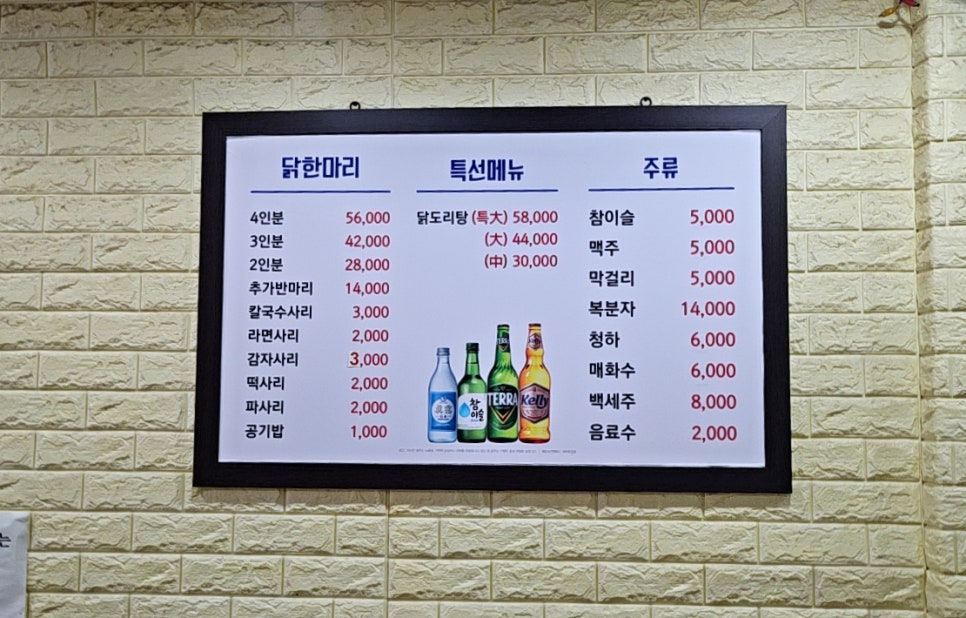 닭한마리
4인분 56,000
3인분 42,000
2인분 28,000
추가반마리 14,000
칼국수사리 3,000
라면사리 2,000
감자사리 3,000
떡사리 2,000
파사리 2,000
공기밥 1,000
특선메뉴
닭도리탕 (특大) 58,000
(大) 44,000
(中) 30,000
참이슬
TERRA
Kelly
주류
참이슬 5,000
맥주 5,000
막걸리 5,000
복분자 14,000
청하 6,000
매화수 6,000
백세주 8,000
음료수 2,000
는